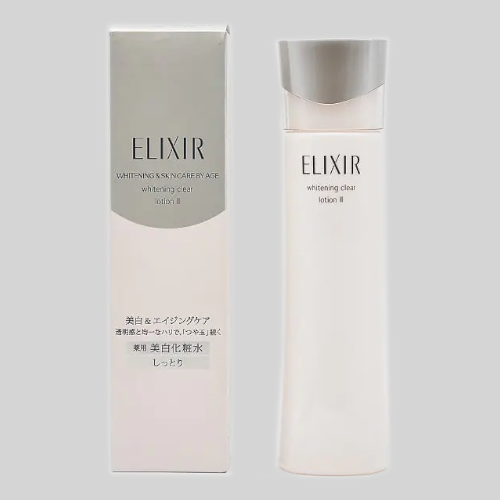 ELIXIR
WHITENING & SKIN CARE BY AGE
whitening clear
lotion II
美白&エイジングケア
透明感と均一なハリで、「つや玉」続く
薬用 美白化粧水
しっとり
ELIXIR
whitening clear
lotion II